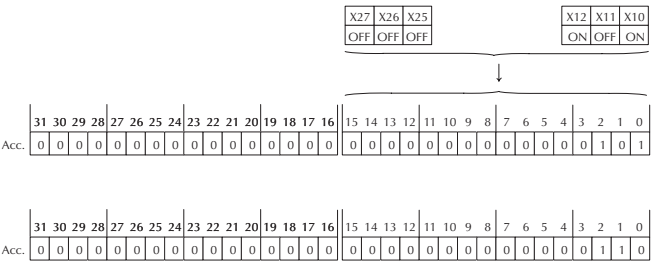 X27 X26 X25 X12 X11 X10
OFF OFF OFF ON OFF ON
31 30 29 28 27 26 25 24 23 22 21 20 19 18 17 16 15 14 13 12 11 10 9 8 7 6 5 4 3 2 1 0
Acc. 0 0 0 0 0 0 0 0 0 0 0 0 0 0 0 0 0 0 0 0 0 0 0 0 0 0 0 0 0 1 0 1
31 30 29 28 27 26 25 24 23 22 21 20 19 18 17 16 15 14 13 12 11 10 9 8 7 6 5 4 3 2 1 0
Acc. 0 0 0 0 0 0 0 0 0 0 0 0 0 0 0 0 0 0 0 0 0 0 0 0 0 0 0 0 0 1 1 0